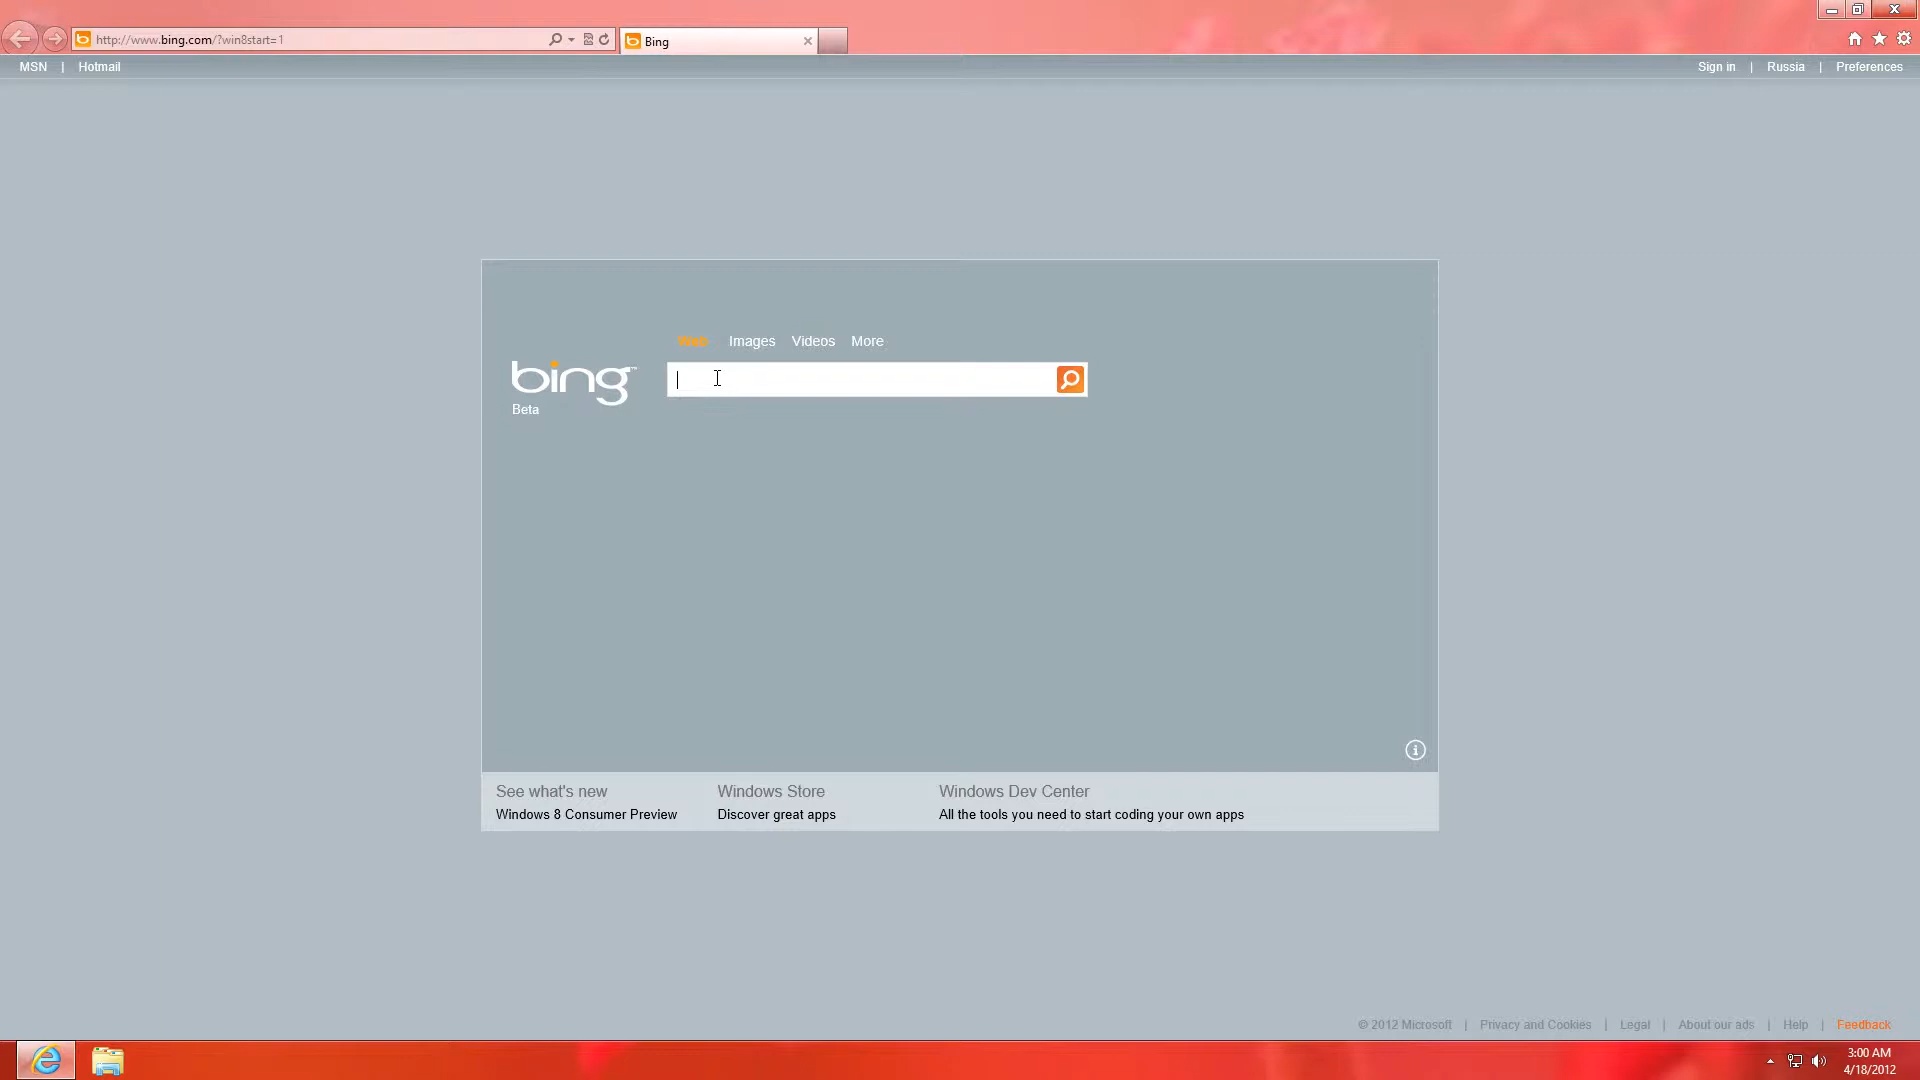 http://www.bing.com/?win8start=1
Bing
MSN | Hotmail
Sign in | Russia | Preferences
Web Images Videos More
bing™
Beta
See what's new
Windows 8 Consumer Preview
Windows Store
Discover great apps
Windows Dev Center
All the tools you need to start coding your own apps
© 2012 Microsoft | Privacy and Cookies | Legal | About our ads | Help | Feedback
3:00 AM
4/18/2012